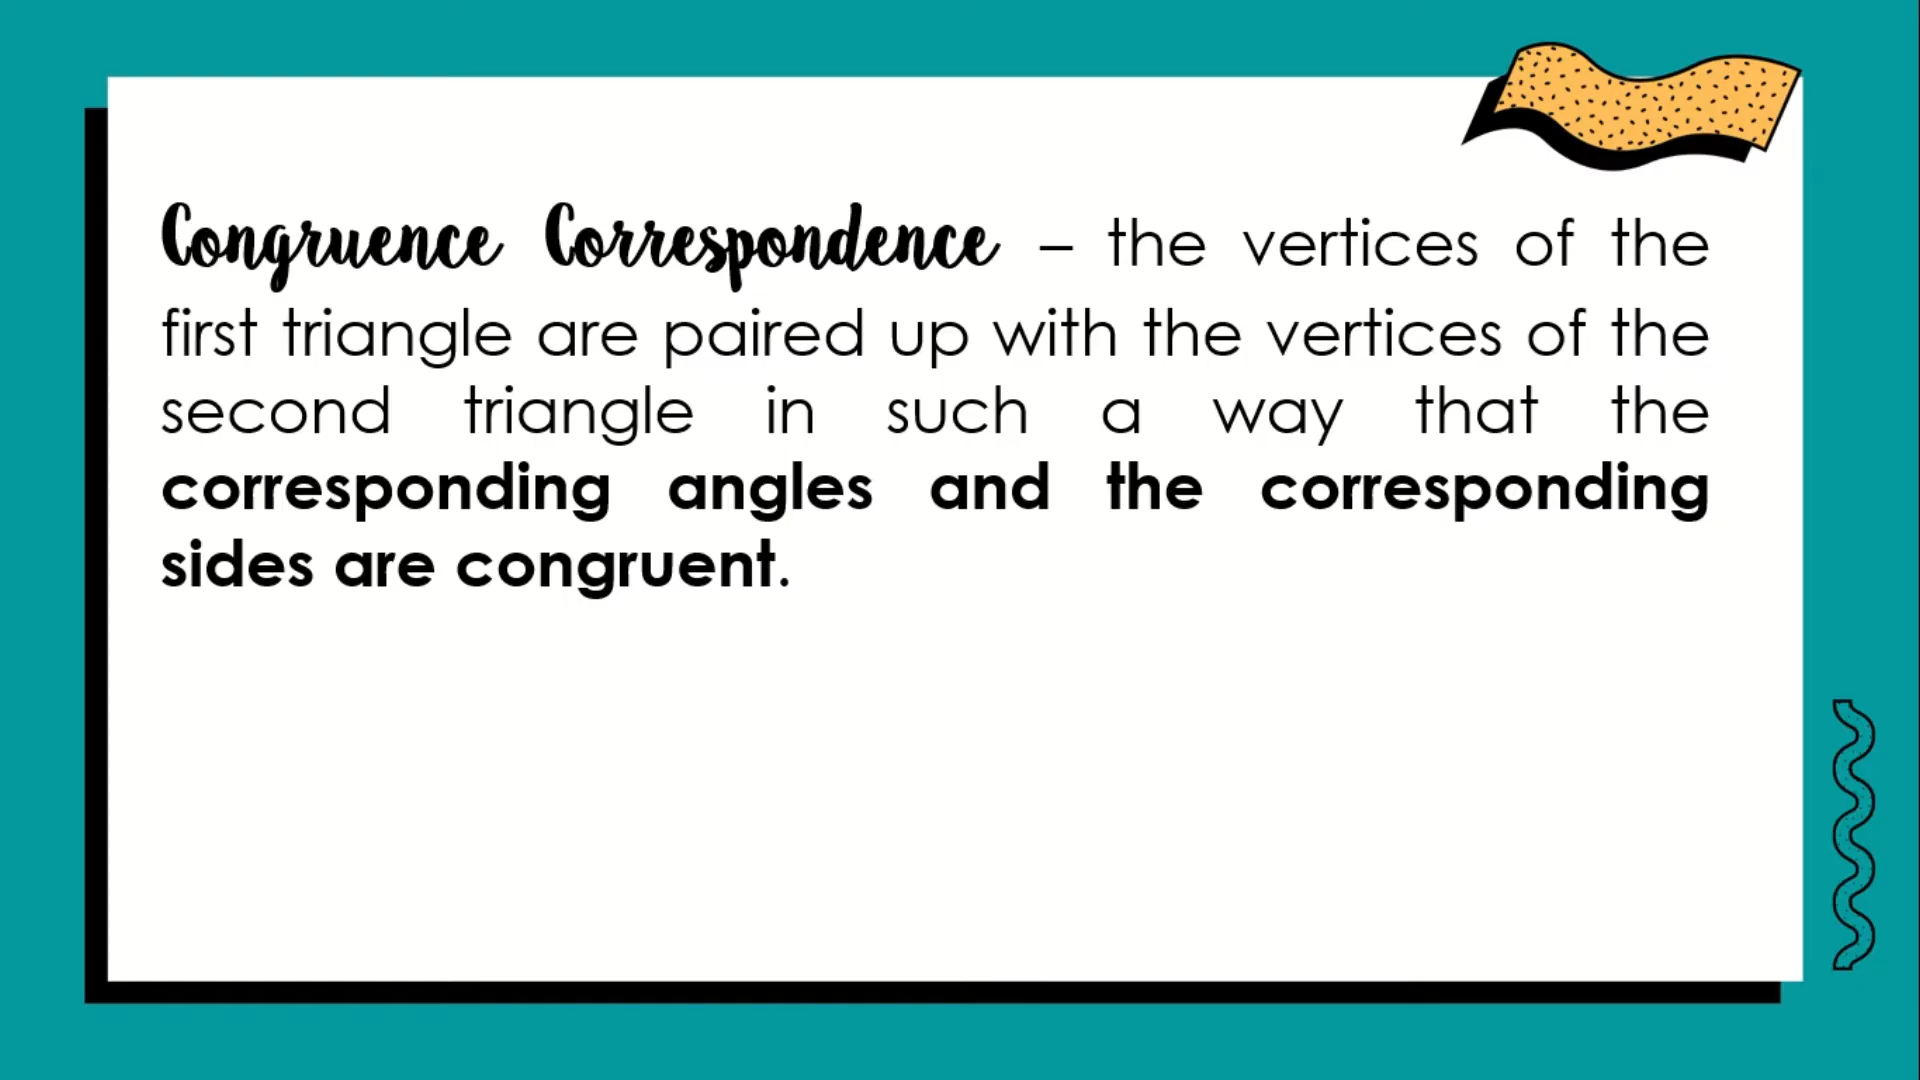 Congruence Correspondence – the vertices of the
first triangle are paired up with the vertices of the
second triangle in such a way that the
corresponding angles and the corresponding
sides are congruent.